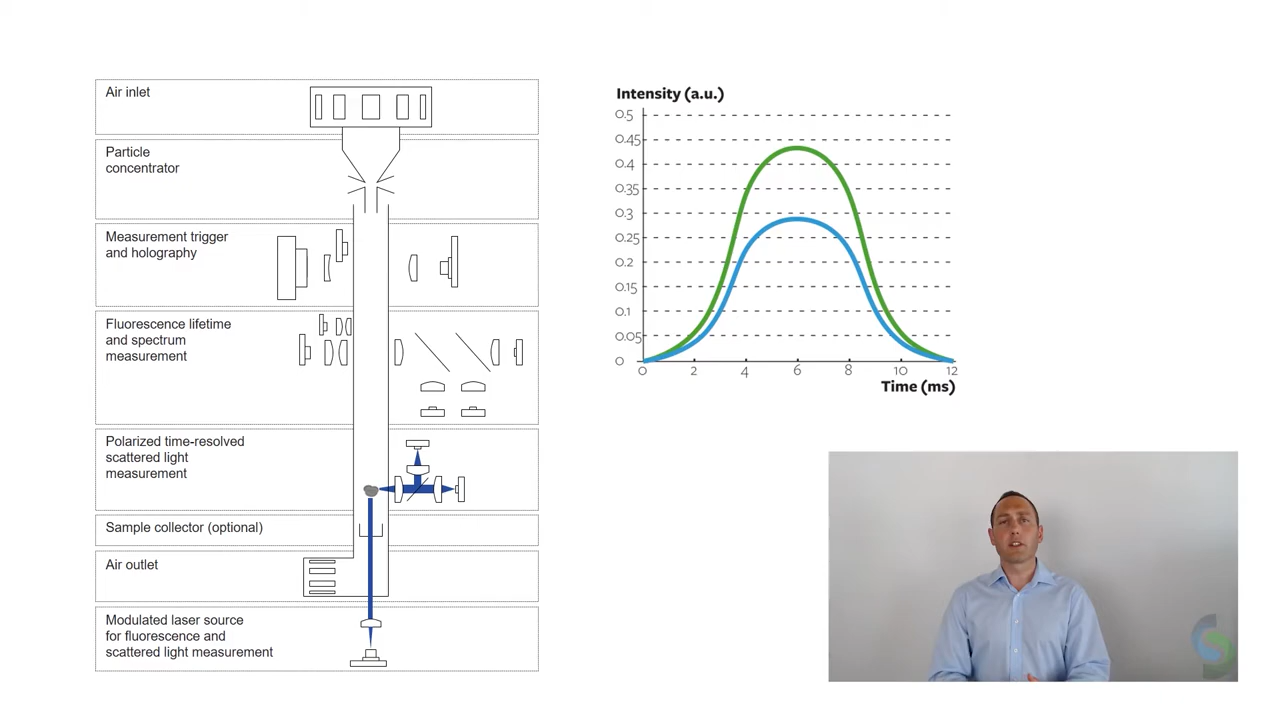 Air inlet
Particle
concentrator
Measurement trigger
and holography
Fluorescence lifetime
and spectrum
measurement
Polarized time-resolved
scattered light
measurement
Sample collector (optional)
Air outlet
Modulated laser source
for fluorescence and
scattered light measurement
Intensity (a.u.)
0.5
0.45
0.4
0.35
0.3
0.25
0.2
0.15
0.1
0.05
0
0 2 4 6 8 10 12
Time (ms)